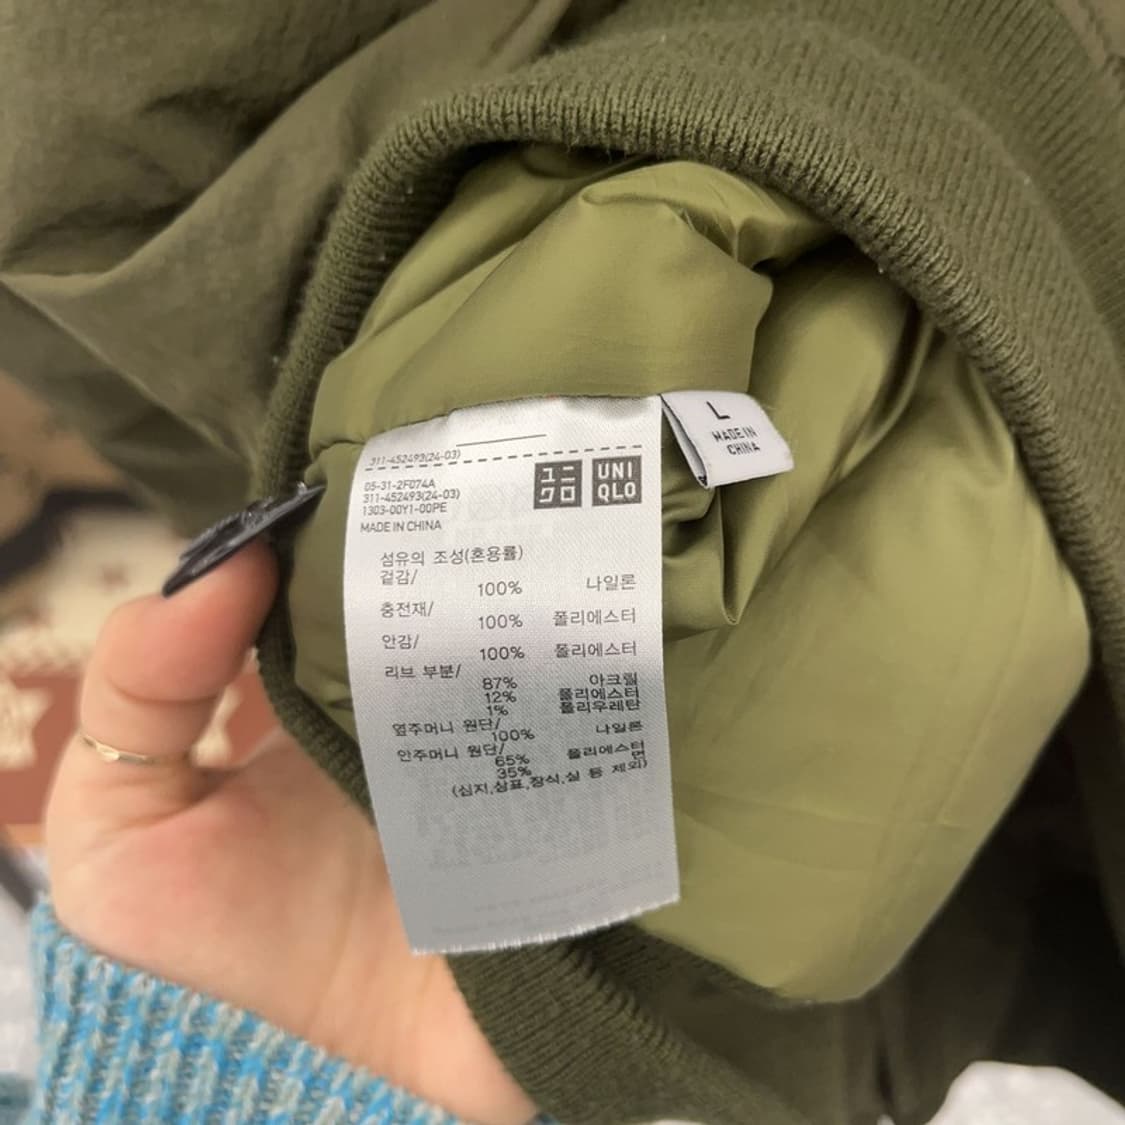 311-452493(24-03)
05-31-2F074A
311-452493(24-03)
1303-00Y1-00PE
MADE IN CHINA
ユニ
クロ
UNI
QLO
L
MADE IN
CHINA
섬유의 조성(혼용률)
겉감/
100% 나일론
충전재/
100% 폴리에스터
안감/
100% 폴리에스터
리브 부분/
87% 아크릴
12% 폴리에스터
1% 폴리우레탄
옆주머니 원단/
100% 나일론
안주머니 원단/
65% 폴리에스터
35% 면
(심지,상표,장식,실 등 제외)